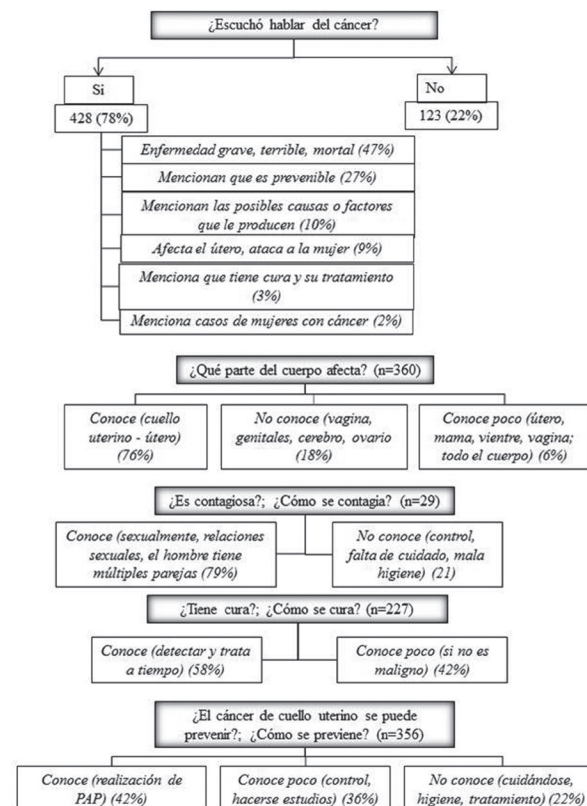 ¿Escuchó hablar del cáncer?
Si
No
428 (78%)
123 (22%)
Enfermedad grave, terrible, mortal (47%)
Mencionan que es prevenible (27%)
Mencionan las posibles causas o factores
que le producen (10%)
Afecta el útero, ataca a la mujer (9%)
Menciona que tiene cura y su tratamiento
(3%)
Menciona casos de mujeres con cáncer (2%)
¿Qué parte del cuerpo afecta? (n=360)
Conoce (cuello
uterino - útero)
(76%)
No conoce (vagina,
genitales, cerebro, ovario
(18%)
Conoce poco (útero,
mama, vientre, vagina;
todo el cuerpo) (6%)
¿Es contagiosa?; ¿Cómo se contagia? (n=29)
Conoce (sexualmente, relaciones
sexuales, el hombre tiene
múltiples parejas (79%)
No conoce (control,
falta de cuidado, mala
higiene) (21)
¿Tiene cura?; ¿Cómo se cura? (n=227)
Conoce (detectar y trata
a tiempo) (58%)
Conoce poco (si no es
maligno) (42%)
¿El cáncer de cuello uterino se puede
prevenir?; ¿Cómo se previene? (n=356)
Conoce (realización de
PAP) (42%)
Conoce poco (control,
hacerse estudios) (36%)
No conoce (cuidándose,
higiene, tratamiento) (22%)